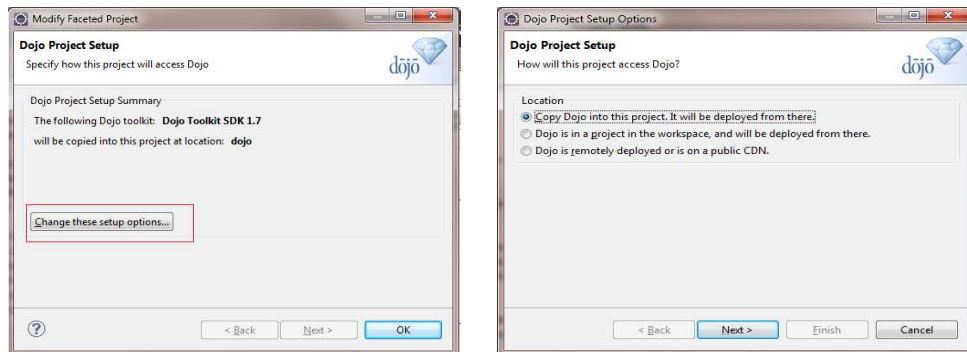 Modify Faceted Project
Dojo Project Setup
Specify how this project will access Dojo
dōjō
Dojo Project Setup Summary
The following Dojo toolkit: Dojo Toolkit SDK 1.7
will be copied into this project at location: dojo
Change these setup options...
?
< Back
Next >
OK
Dojo Project Setup Options
Dojo Project Setup
How will this project access Dojo?
dōjō
Location
Copy Dojo into this project. It will be deployed from there.
Dojo is in a project in the workspace, and will be deployed from there.
Dojo is remotely deployed or is on a public CDN.
< Back
Next >
Finish
Cancel